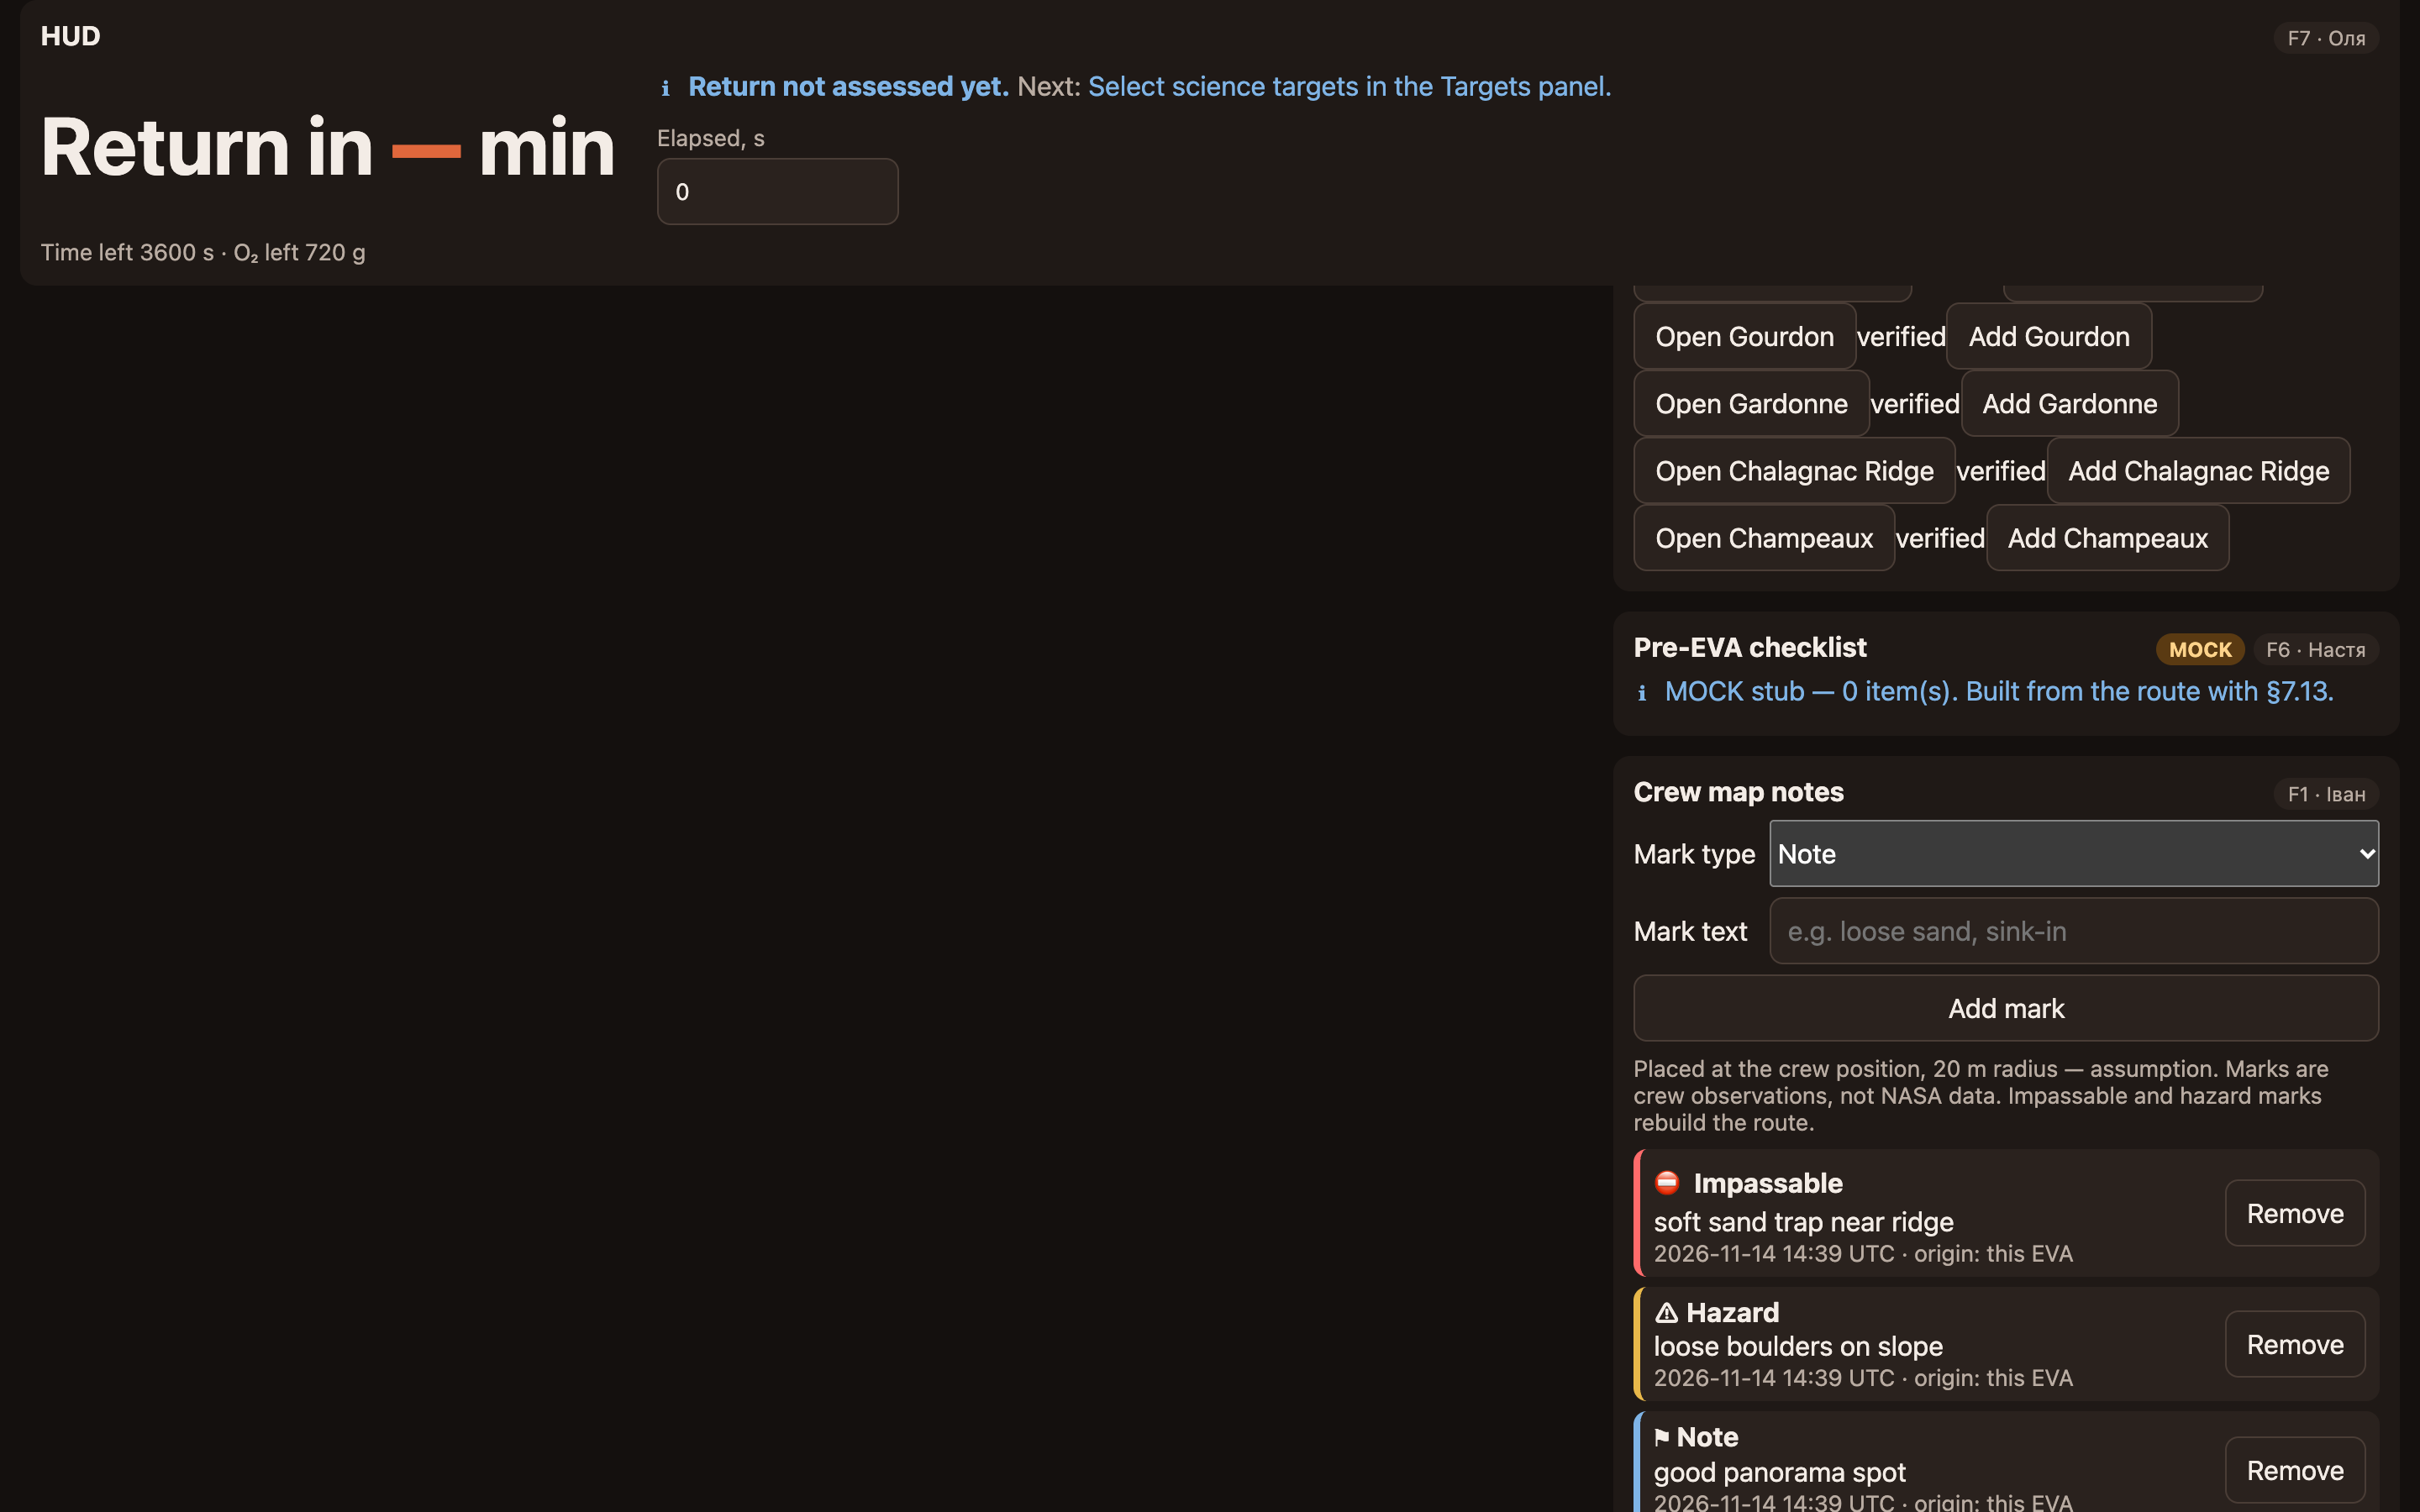 HUD
F7 · Оля
ℹ Return not assessed yet. Next: Select science targets in the Targets panel.
Return in — min
Elapsed, s
0
Time left 3600 s · O₂ left 720 g
Open Gourdon verified Add Gourdon
Open Gardonne verified Add Gardonne
Open Chalagnac Ridge verified Add Chalagnac Ridge
Open Champeaux verified Add Champeaux
Pre-EVA checklist
MOCK F6 · Настя
ℹ MOCK stub — 0 item(s). Built from the route with §7.13.
Crew map notes
F1 · Іван
Mark type Note
Mark text e.g. loose sand, sink-in
Add mark
Placed at the crew position, 20 m radius — assumption. Marks are
crew observations, not NASA data. Impassable and hazard marks
rebuild the route.
⛔ Impassable
soft sand trap near ridge
2026-11-14 14:39 UTC · origin: this EVA
Remove
⚠ Hazard
loose boulders on slope
2026-11-14 14:39 UTC · origin: this EVA
Remove
⚑ Note
good panorama spot
2026-11-14 14:39 UTC · origin: this EVA
Remove